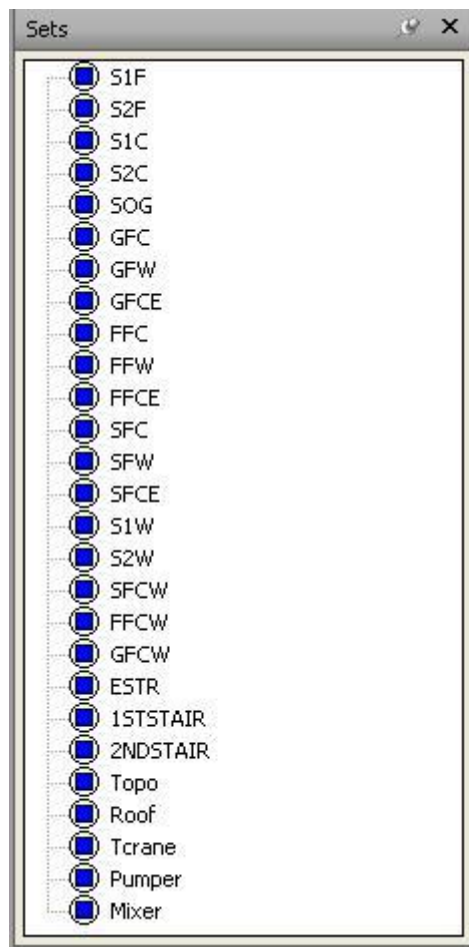 Sets
S1F
S2F
S1C
S2C
SOG
GFC
GFW
GFCE
FFC
FFW
FFCE
SFC
SFW
SFCE
S1W
S2W
SFCW
FFCW
GFCW
ESTR
1STSTAIR
2NDSTAIR
Topo
Roof
Tcrane
Pumper
Mixer